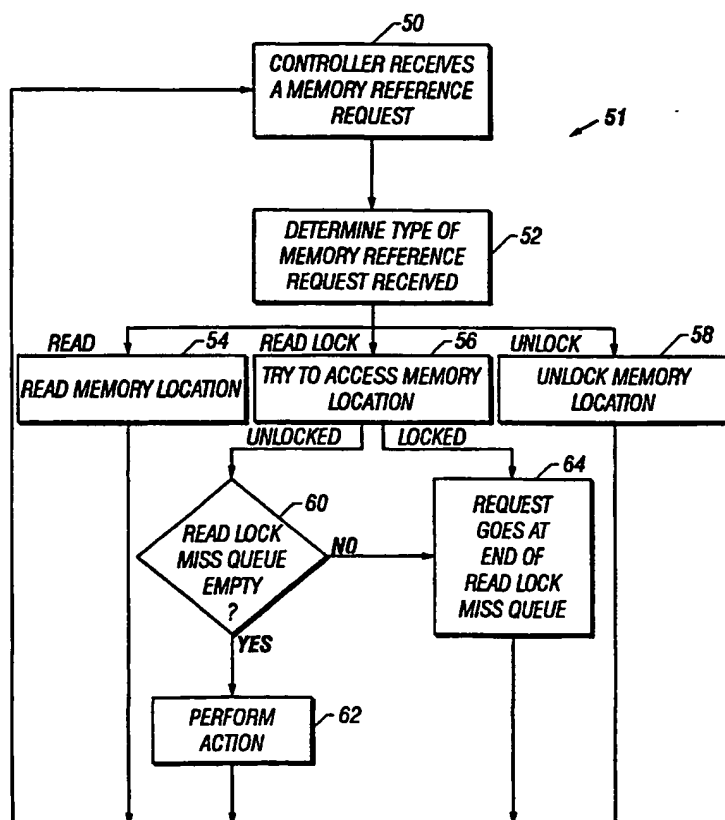 50
CONTROLLER RECEIVES
A MEMORY REFERENCE
REQUEST
51
DETERMINE TYPE OF
MEMORY REFERENCE
REQUEST RECEIVED
52
READ
54
READ LOCK
56
UNLOCK
58
READ MEMORY LOCATION
TRY TO ACCESS MEMORY
LOCATION
UNLOCK MEMORY
LOCATION
UNLOCKED
LOCKED
60
READ LOCK
MISS QUEUE
EMPTY
?
NO
YES
64
REQUEST
GOES AT
END OF
READ LOCK
MISS QUEUE
PERFORM
ACTION
62